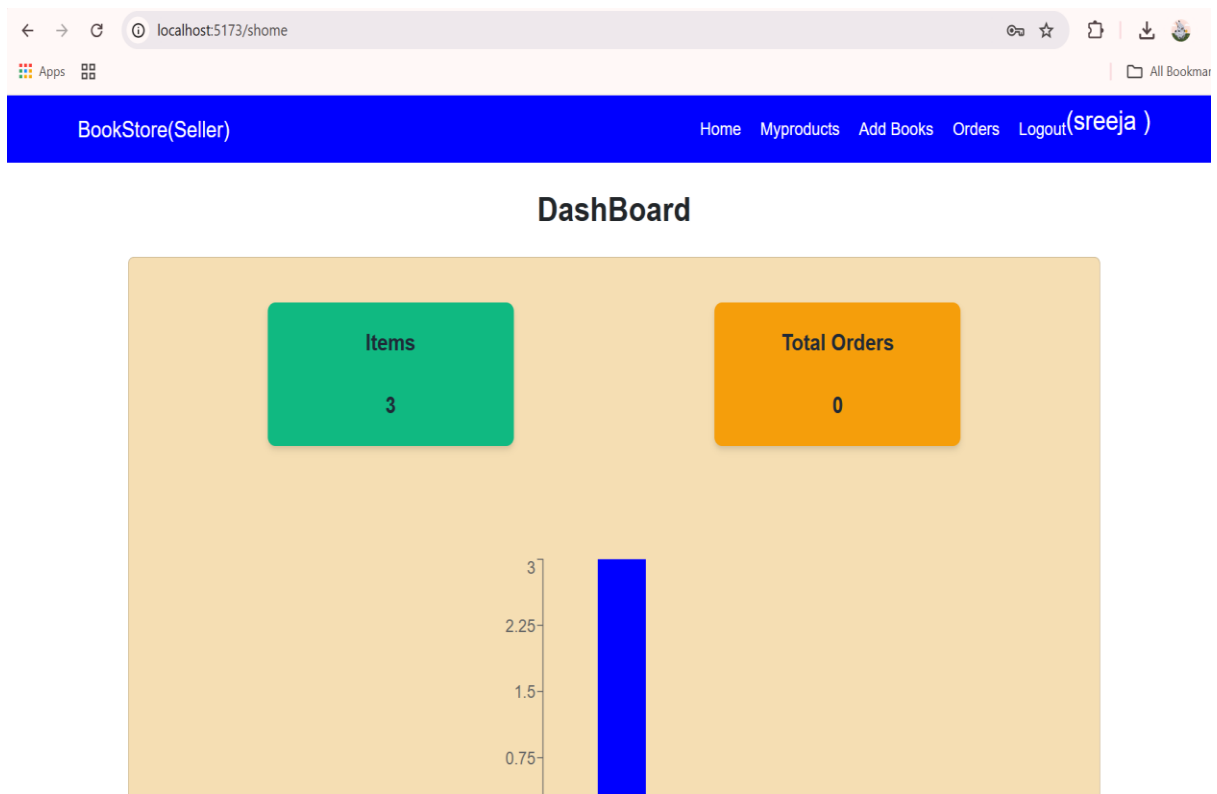 localhost:5173/shome
Apps
All Bookmar
BookStore(Seller)
Home Myproducts Add Books Orders Logout(sreeja )
DashBoard
Items
Total Orders
3
0
3
2.25
1.5
0.75